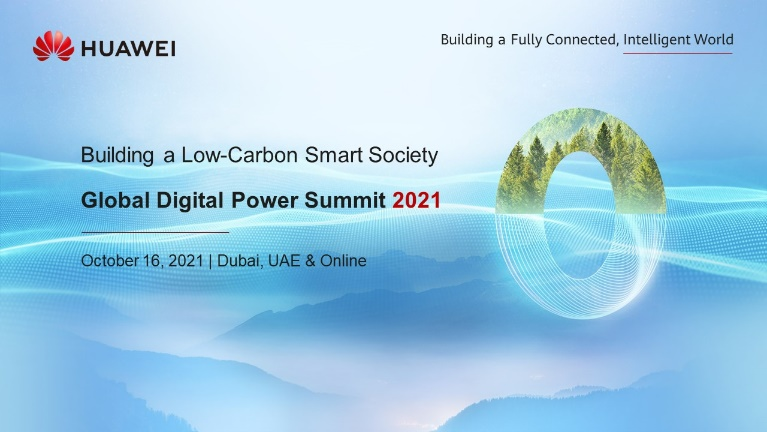 HUAWEI
Building a Fully Connected, Intelligent World
Building a Low-Carbon Smart Society
Global Digital Power Summit 2021
October 16, 2021 | Dubai, UAE & Online